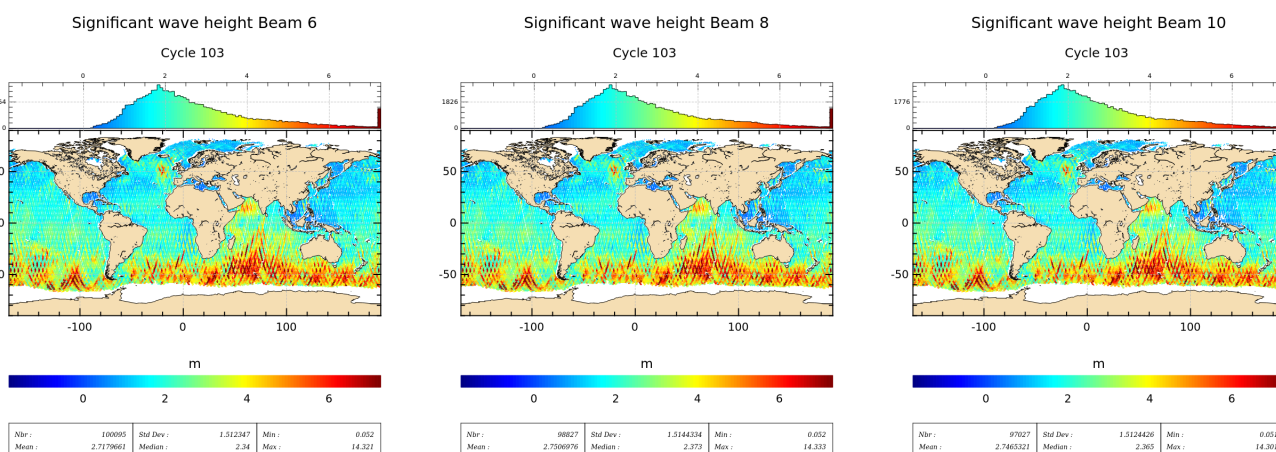 Significant wave height Beam 6
Cycle 103
0 2 4 6
0
50
0
-50
-100 0 100
m
0 2 4 6
Nbr : 100095 Std Dev : 1.512347 Min : 0.052
Mean : 2.7179661 Median : 2.34 Max : 14.321
Significant wave height Beam 8
Cycle 103
0 2 4 6
1826
0
50
0
-50
-100 0 100
m
0 2 4 6
Nbr : 98827 Std Dev : 1.5144334 Min : 0.052
Mean : 2.7506976 Median : 2.373 Max : 14.333
Significant wave height Beam 10
Cycle 103
0 2 4 6
1776
0
50
0
-50
-100 0 100
m
0 2 4 6
Nbr : 97027 Std Dev : 1.5124426 Min :
Mean : 2.7465321 Median : 2.365 Max :